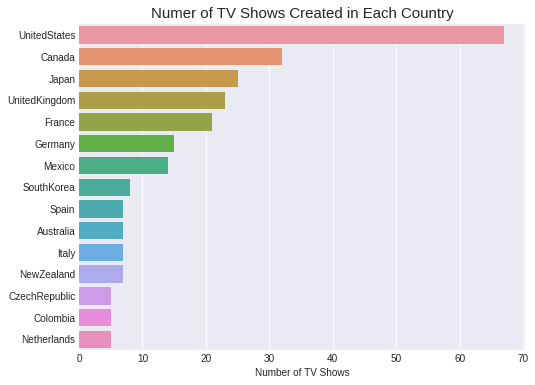 Numer of TV Shows Created in Each Country
UnitedStates
Canada
Japan
UnitedKingdom
France
Germany
Mexico
SouthKorea
Spain
Australia
Italy
NewZealand
CzechRepublic
Colombia
Netherlands
0 10 20 30 40 50 60 70
Number of TV Shows